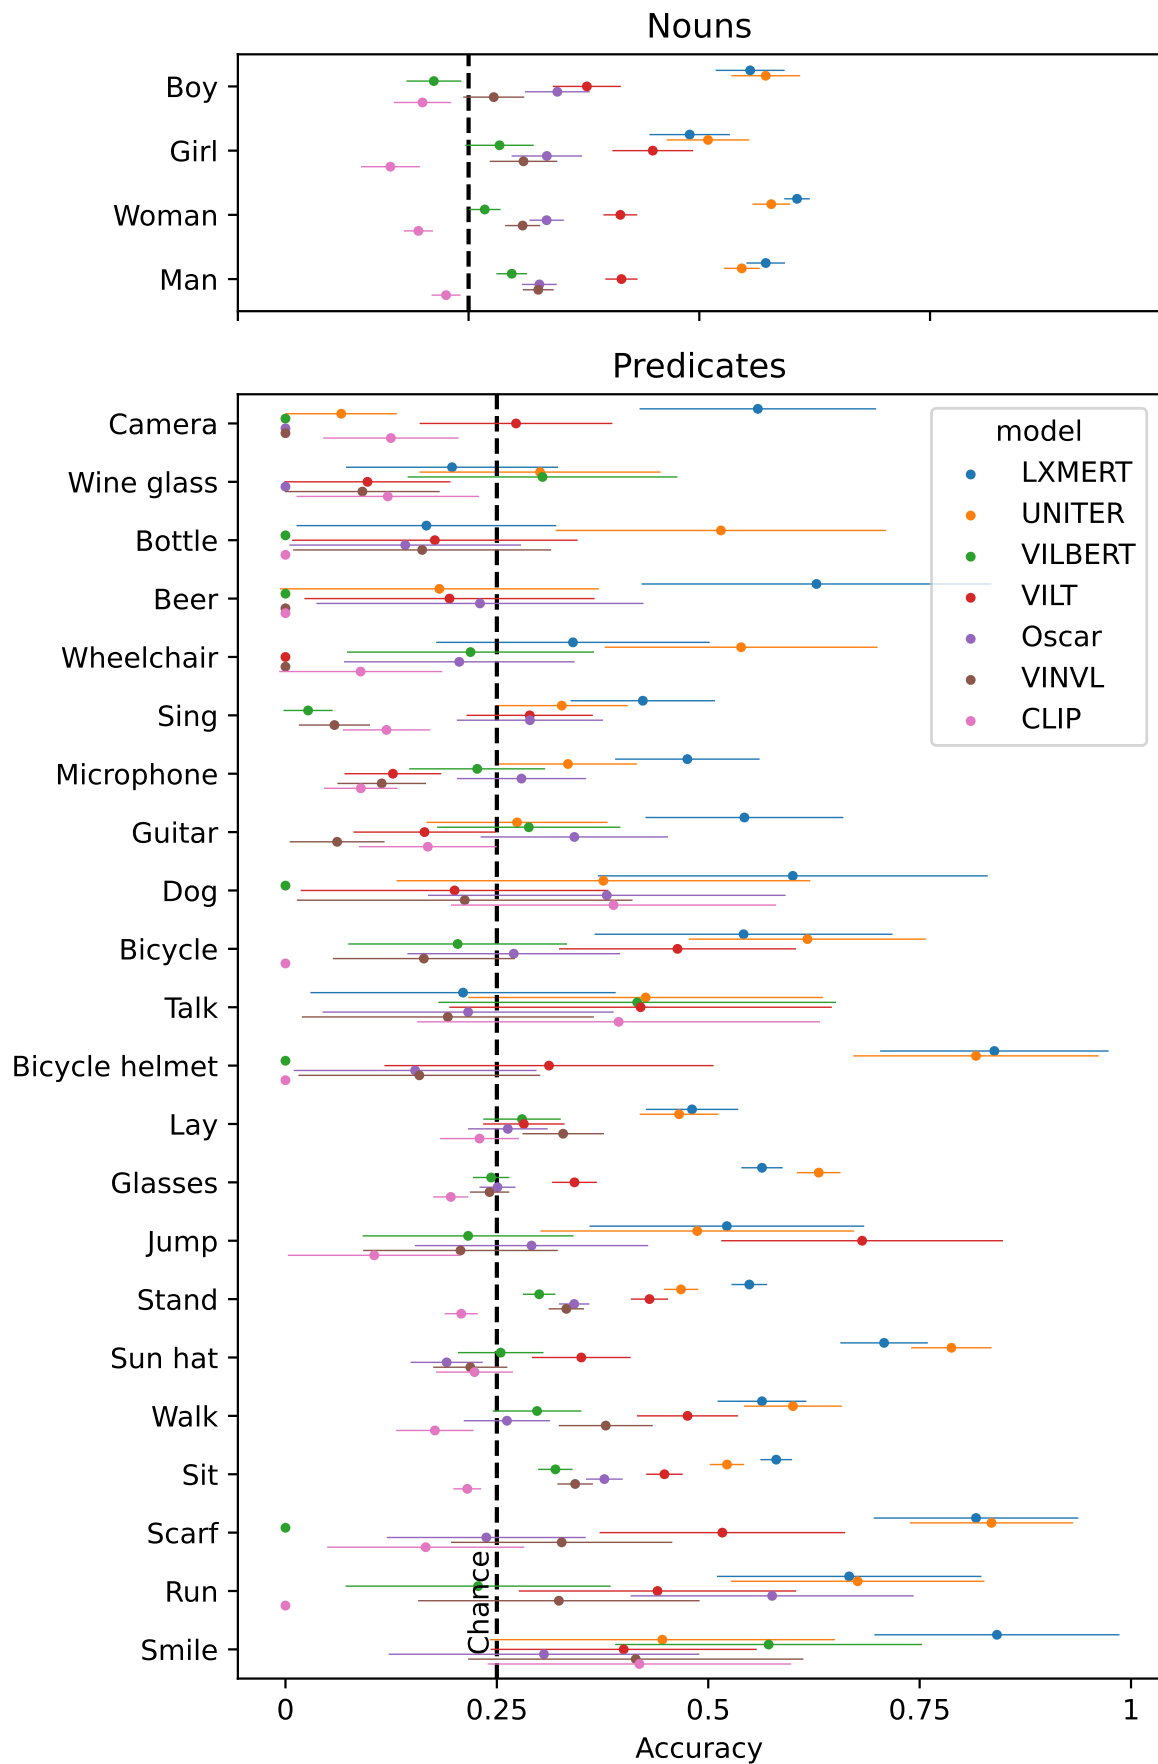 Nouns
Boy
Girl
Woman
Man
Predicates
Camera
Wine glass
Bottle
Beer
Wheelchair
Sing
Microphone
Guitar
Dog
Bicycle
Talk
Bicycle helmet
Lay
Glasses
Jump
Stand
Sun hat
Walk
Sit
Scarf
Run
Smile
model
LXMERT
UNITER
VILBERT
VILT
Oscar
VINVL
CLIP
Chance
0 0.25 0.5 0.75 1
Accuracy